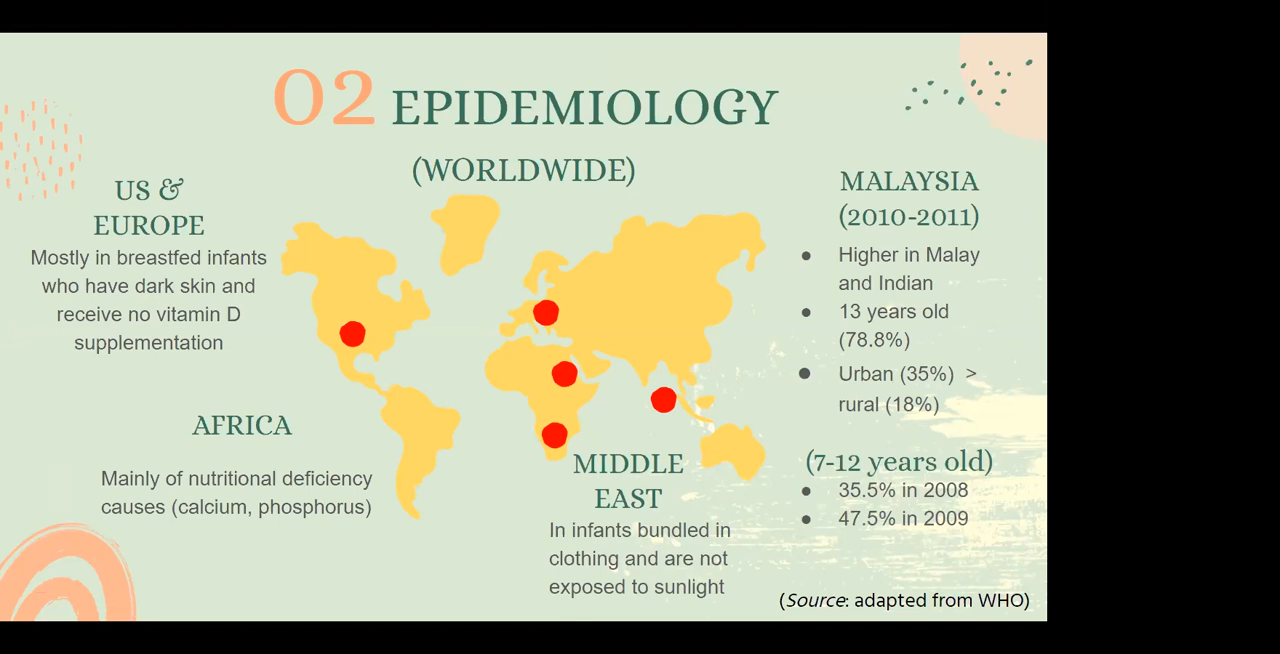 02 EPIDEMIOLOGY
(WORLDWIDE)
US &
EUROPE
Mostly in breastfed infants
who have dark skin and
receive no vitamin D
supplementation
AFRICA
Mainly of nutritional deficiency
causes (calcium, phosphorus)
MIDDLE
EAST
In infants bundled in
clothing and are not
exposed to sunlight
MALAYSIA
(2010-2011)
● Higher in Malay
and Indian
● 13 years old
(78.8%)
● Urban (35%) >
rural (18%)
(7-12 years old)
● 35.5% in 2008
● 47.5% in 2009
(Source: adapted from WHO)